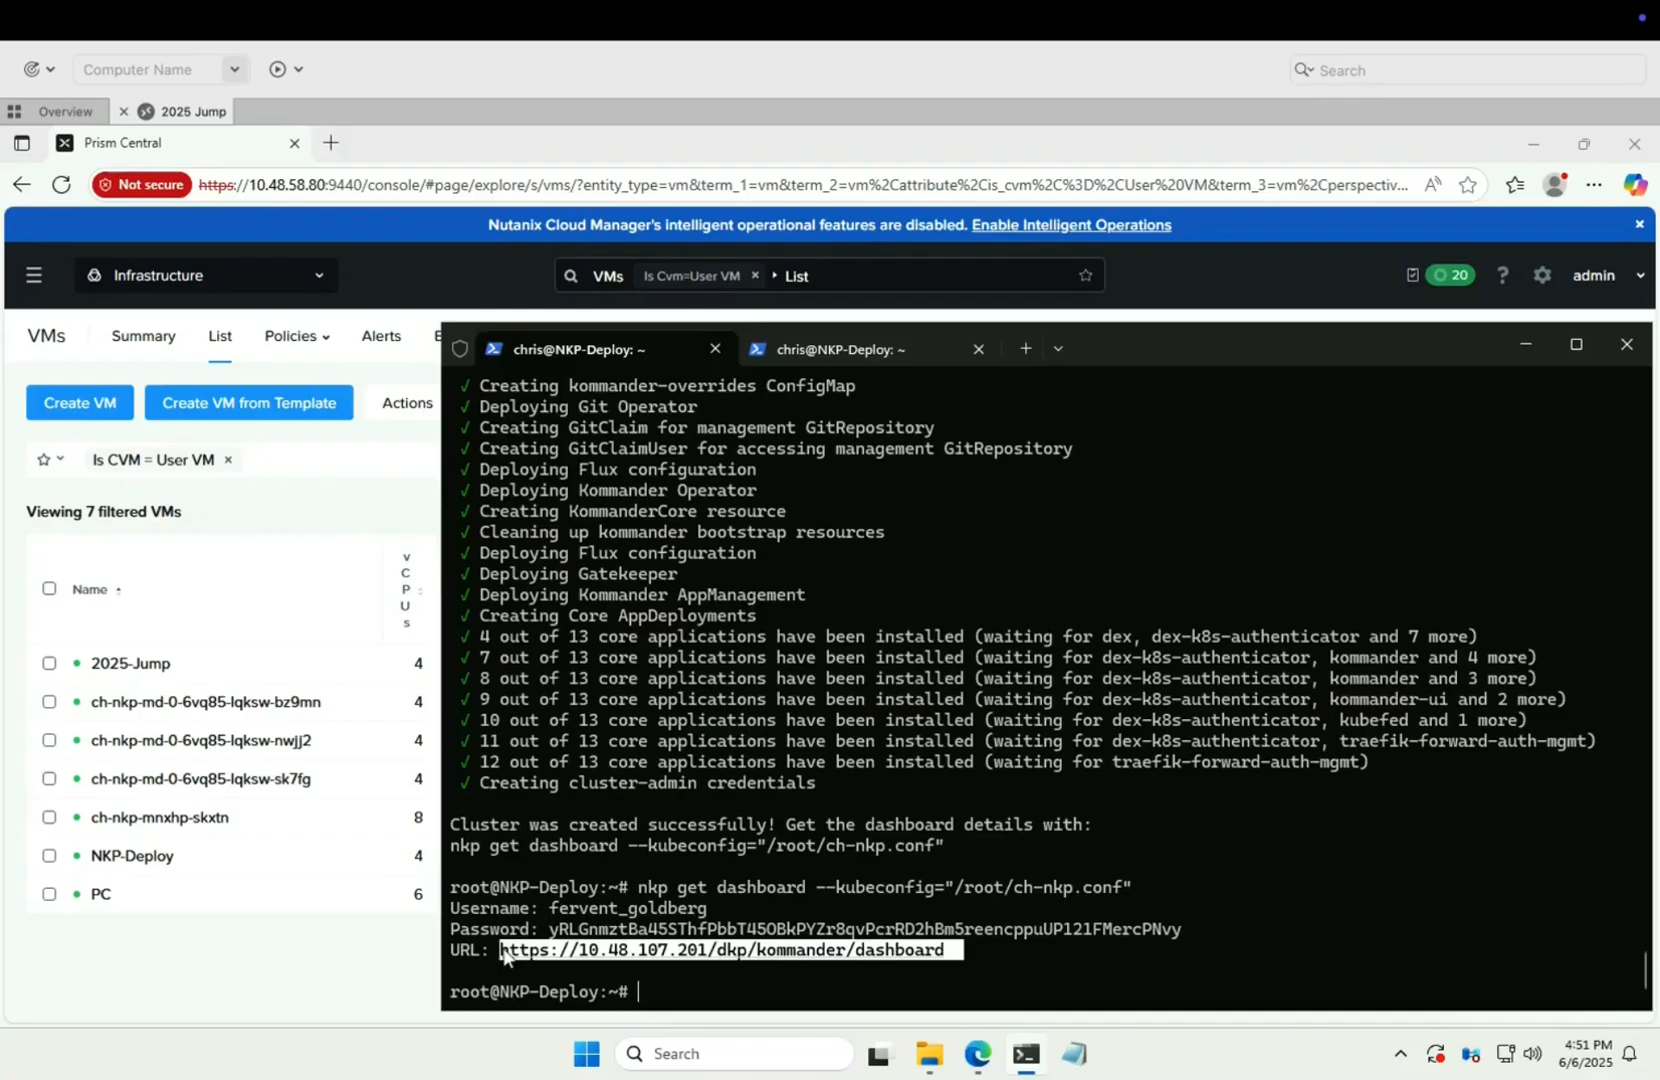 Computer Name
Search
Overview
2025 Jump
Prism Central
Not secure
https://10.48.58.80:9440/console/#page/explore/s/vms/?entity_type=vm&term_1=vm&term_2=vm%2Cattribute%2Cis_cvm%2C%3D%2CUser%20VM&term_3=vm%2Cperspectiv...
Nutanix Cloud Manager's intelligent operational features are disabled. Enable Intelligent Operations
Infrastructure
VMs Is Cvm=User VM List
20
admin
VMs Summary List Policies Alerts E
chris@NKP-Deploy: ~
chris@NKP-Deploy: ~
Create VM
Create VM from Template
Actions
Is CVM = User VM
Viewing 7 filtered VMs
Name
vCPUs
2025-Jump 4
ch-nkp-md-0-6vq85-lqksw-bz9mn 4
ch-nkp-md-0-6vq85-lqksw-nwjj2 4
ch-nkp-md-0-6vq85-lqksw-sk7fg 4
ch-nkp-mnxhp-skxtn 8
NKP-Deploy 4
PC 6
✓ Creating kommander-overrides ConfigMap
✓ Deploying Git Operator
✓ Creating GitClaim for management GitRepository
✓ Creating GitClaimUser for accessing management GitRepository
✓ Deploying Flux configuration
✓ Deploying Kommander Operator
✓ Creating KommanderCore resource
✓ Cleaning up kommander bootstrap resources
✓ Deploying Flux configuration
✓ Deploying Gatekeeper
✓ Deploying Kommander AppManagement
✓ Creating Core AppDeployments
✓ 4 out of 13 core applications have been installed (waiting for dex, dex-k8s-authenticator and 7 more)
✓ 7 out of 13 core applications have been installed (waiting for dex-k8s-authenticator, kommander and 4 more)
✓ 8 out of 13 core applications have been installed (waiting for dex-k8s-authenticator, kommander and 3 more)
✓ 9 out of 13 core applications have been installed (waiting for dex-k8s-authenticator, kommander-ui and 2 more)
✓ 10 out of 13 core applications have been installed (waiting for dex-k8s-authenticator, kubefed and 1 more)
✓ 11 out of 13 core applications have been installed (waiting for dex-k8s-authenticator, traefik-forward-auth-mgmt)
✓ 12 out of 13 core applications have been installed (waiting for traefik-forward-auth-mgmt)
✓ Creating cluster-admin credentials
Cluster was created successfully! Get the dashboard details with:
nkp get dashboard --kubeconfig="/root/ch-nkp.conf"
root@NKP-Deploy:~# nkp get dashboard --kubeconfig="/root/ch-nkp.conf"
Username: fervent_goldberg
Password: yRLGnmztBa45SThfPbbT45OBkPYZr8qvPcrRD2hBm5reencppuUP121FMercPNvy
URL: https://10.48.107.201/dkp/kommander/dashboard
root@NKP-Deploy:~#
Search
4:51 PM
6/6/2025